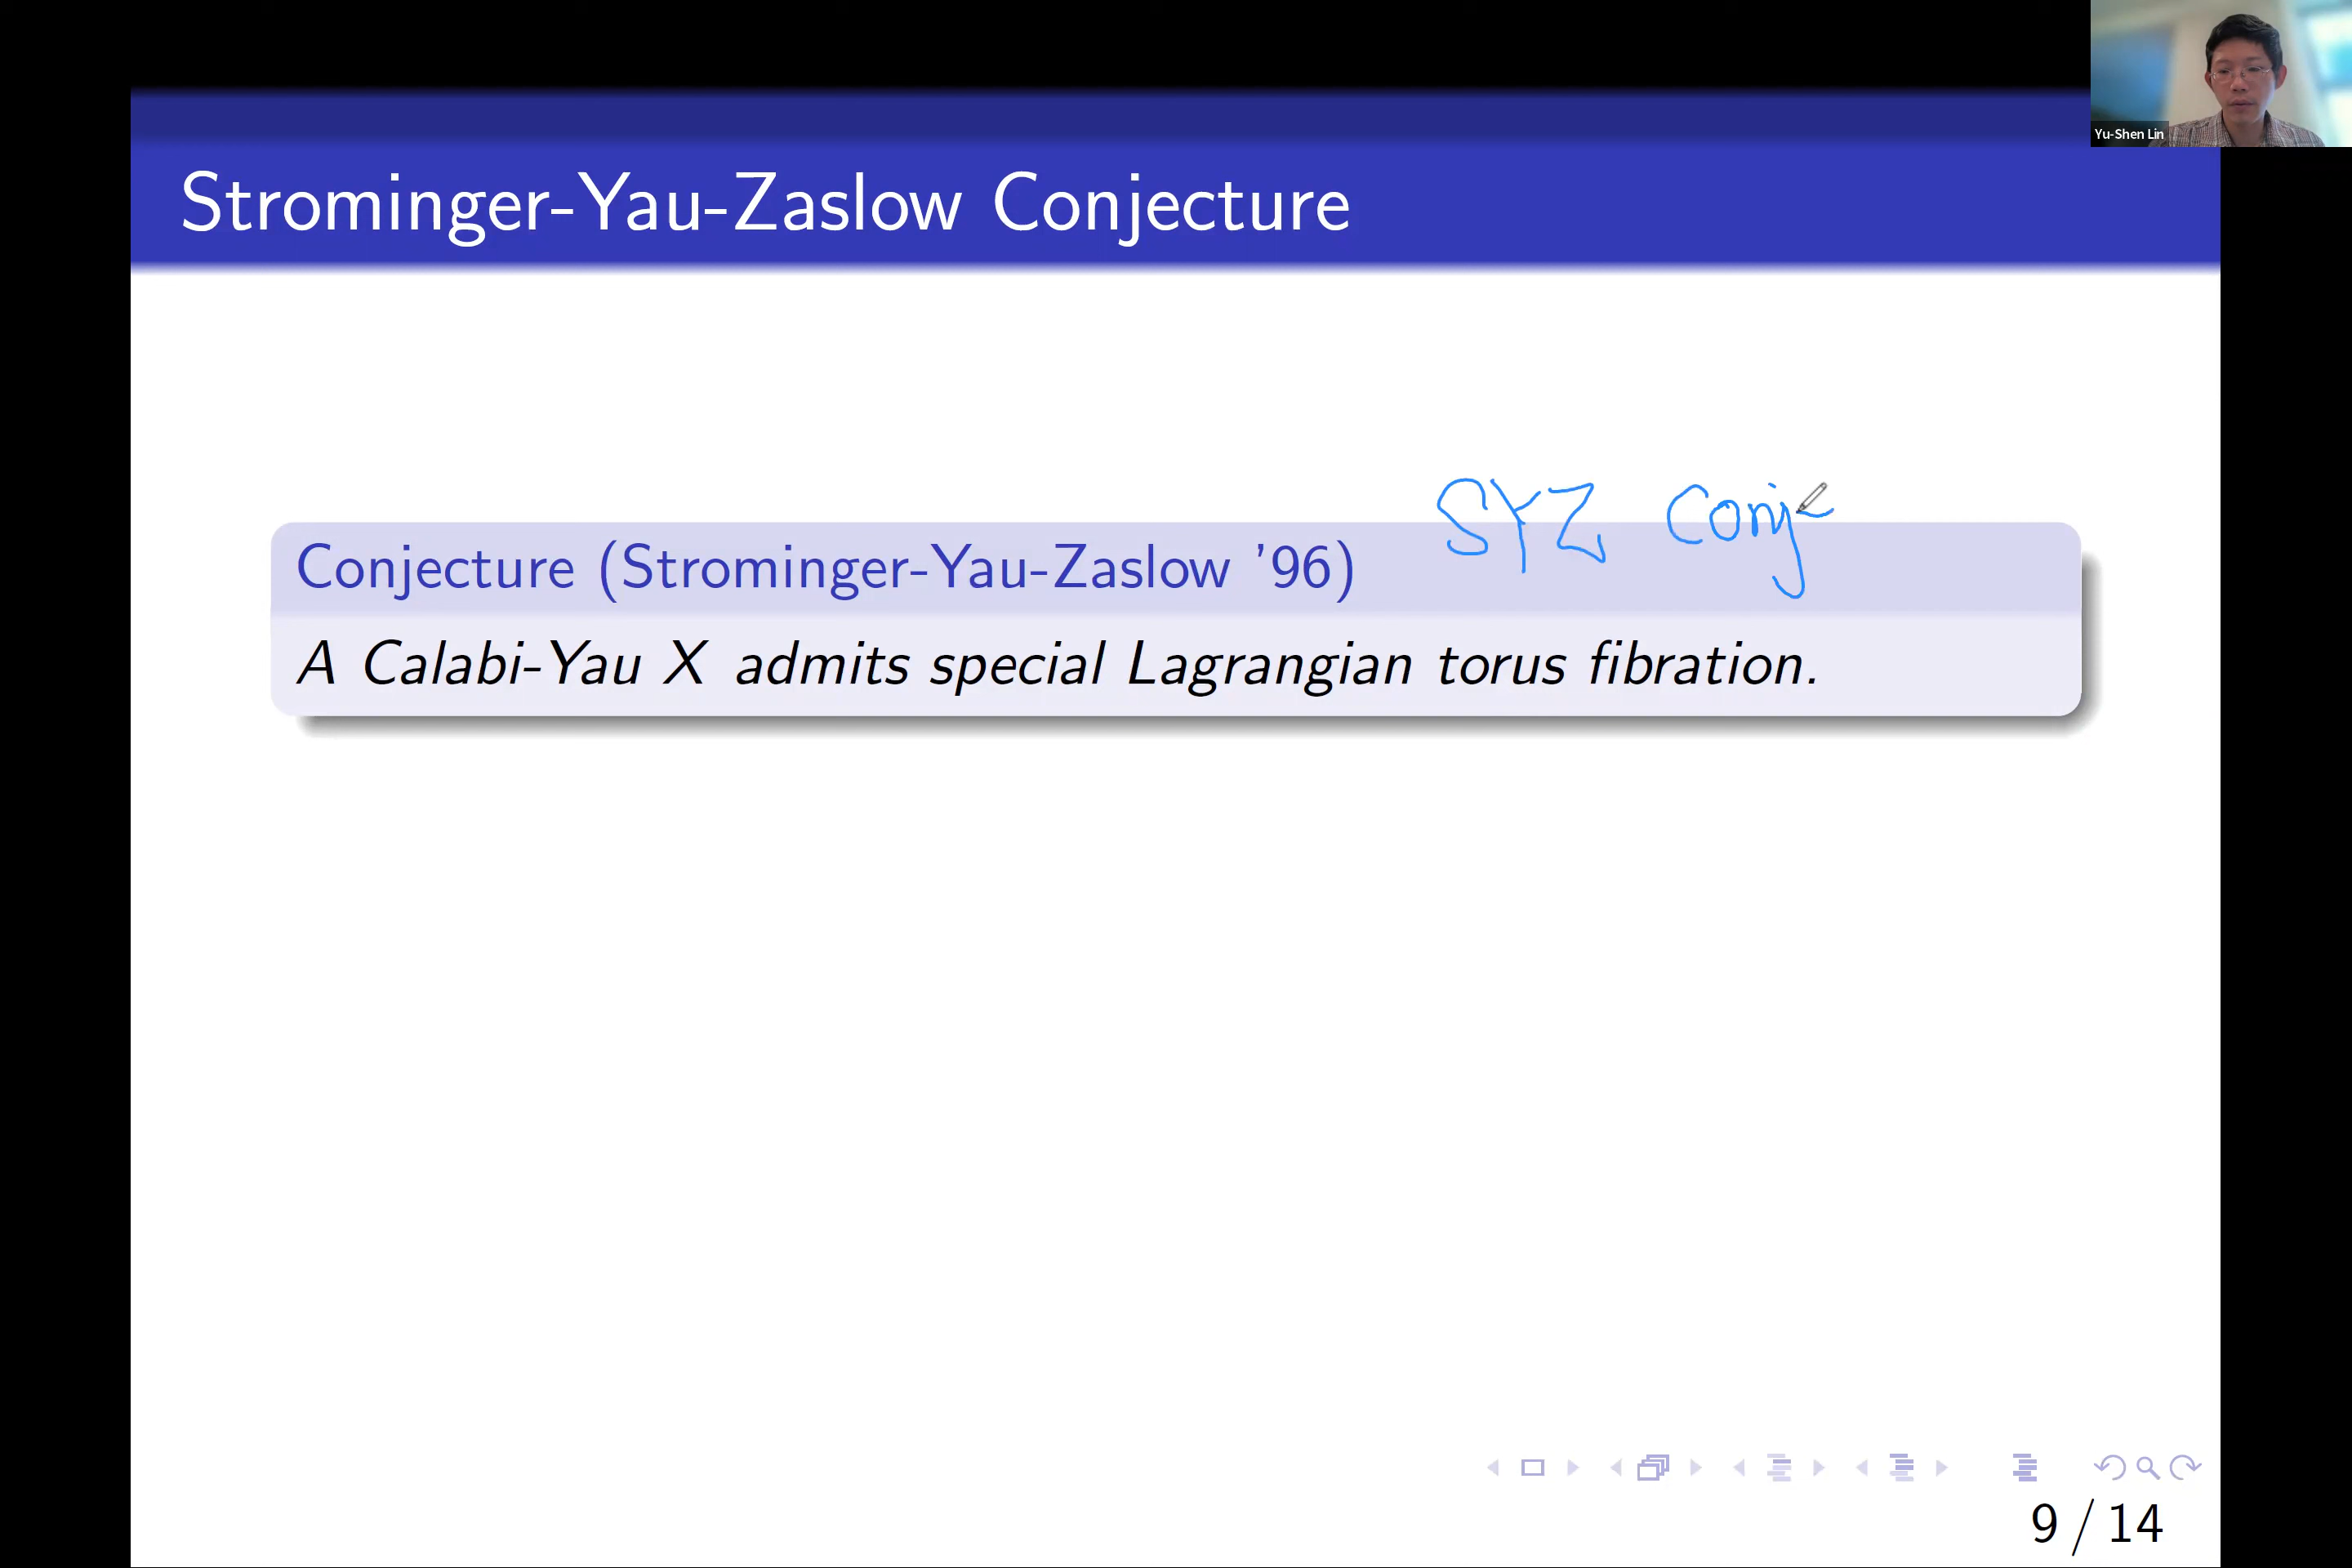 Yu-Shen Lin
Strominger-Yau-Zaslow Conjecture
SYZ Conj
Conjecture (Strominger-Yau-Zaslow ’96)
A Calabi-Yau X admits special Lagrangian torus fibration.
9 / 14